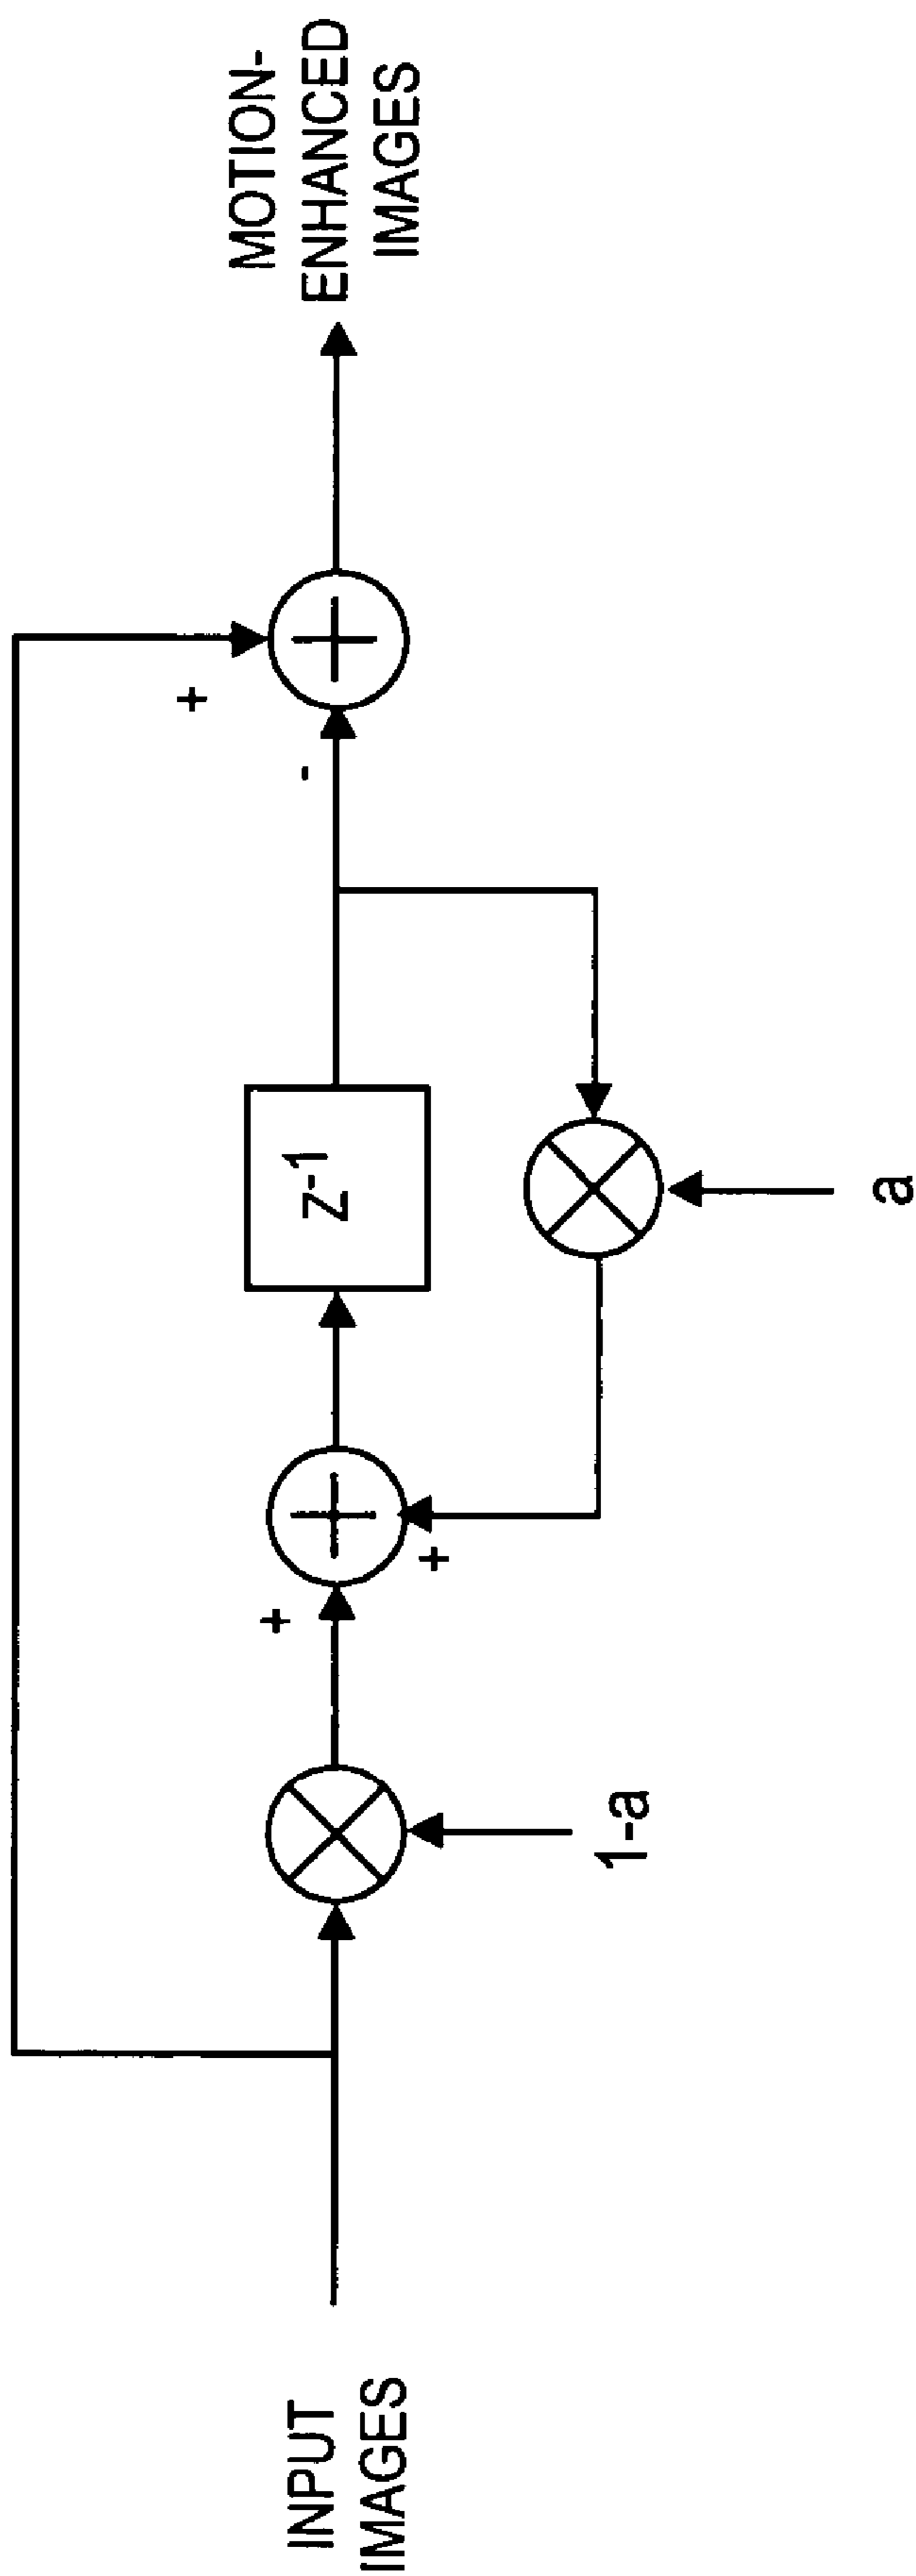 INPUT
IMAGES
1-a
+
+
z-1
a
-
+
MOTION-
ENHANCED
IMAGES